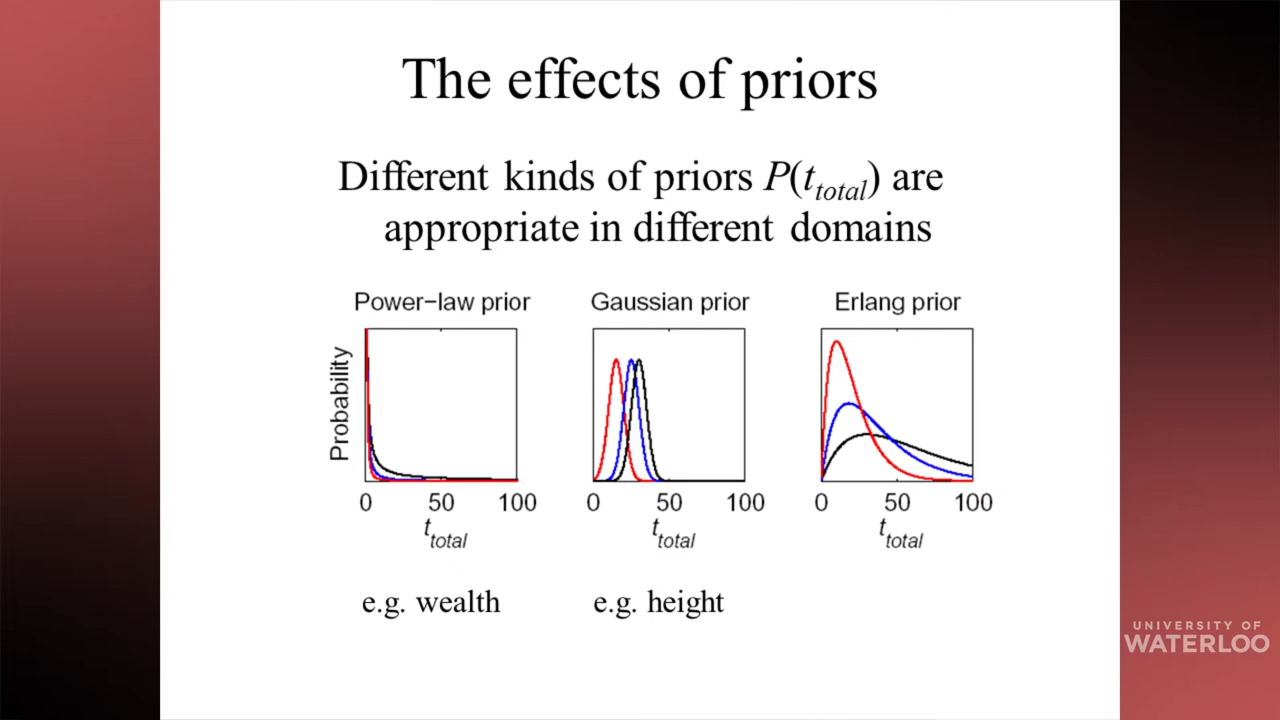 The effects of priors
Different kinds of priors P(t_total) are
appropriate in different domains
Power−law prior
Gaussian prior
Erlang prior
Probability
0 50 100
0 50 100
0 50 100
t_total
t_total
t_total
e.g. wealth
e.g. height
UNIVERSITY OF
WATERLOO